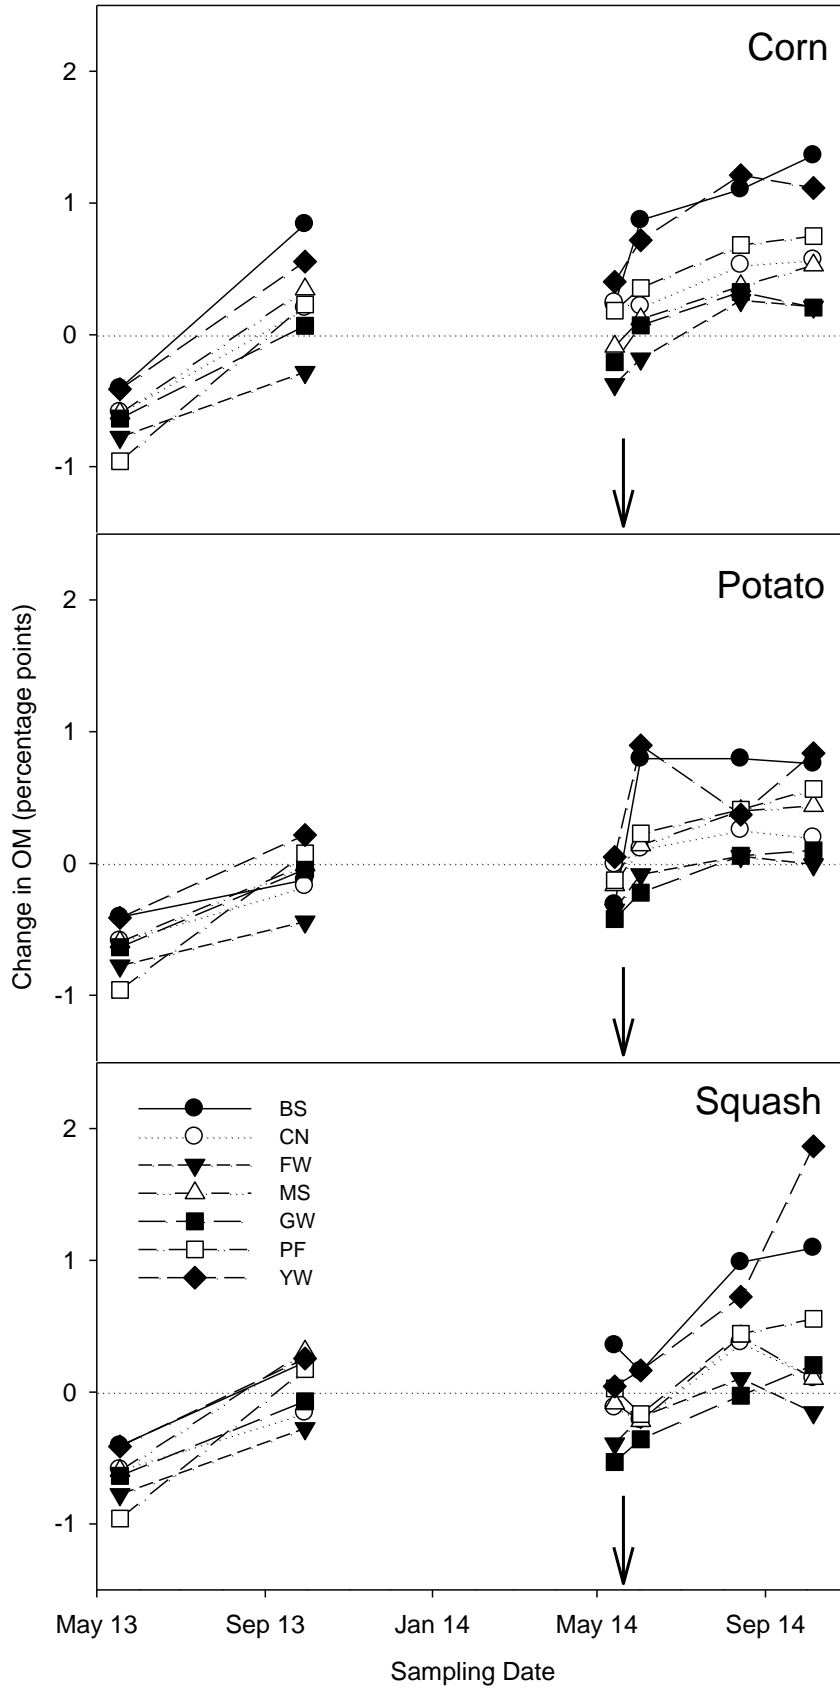 Corn
2
1
0
-1
Potato
2
1
0
-1
Change in OM (percentage points)
Squash
2
1
0
-1
BS
CN
FW
MS
GW
PF
YW
May 13 Sep 13 Jan 14 May 14 Sep 14
Sampling Date